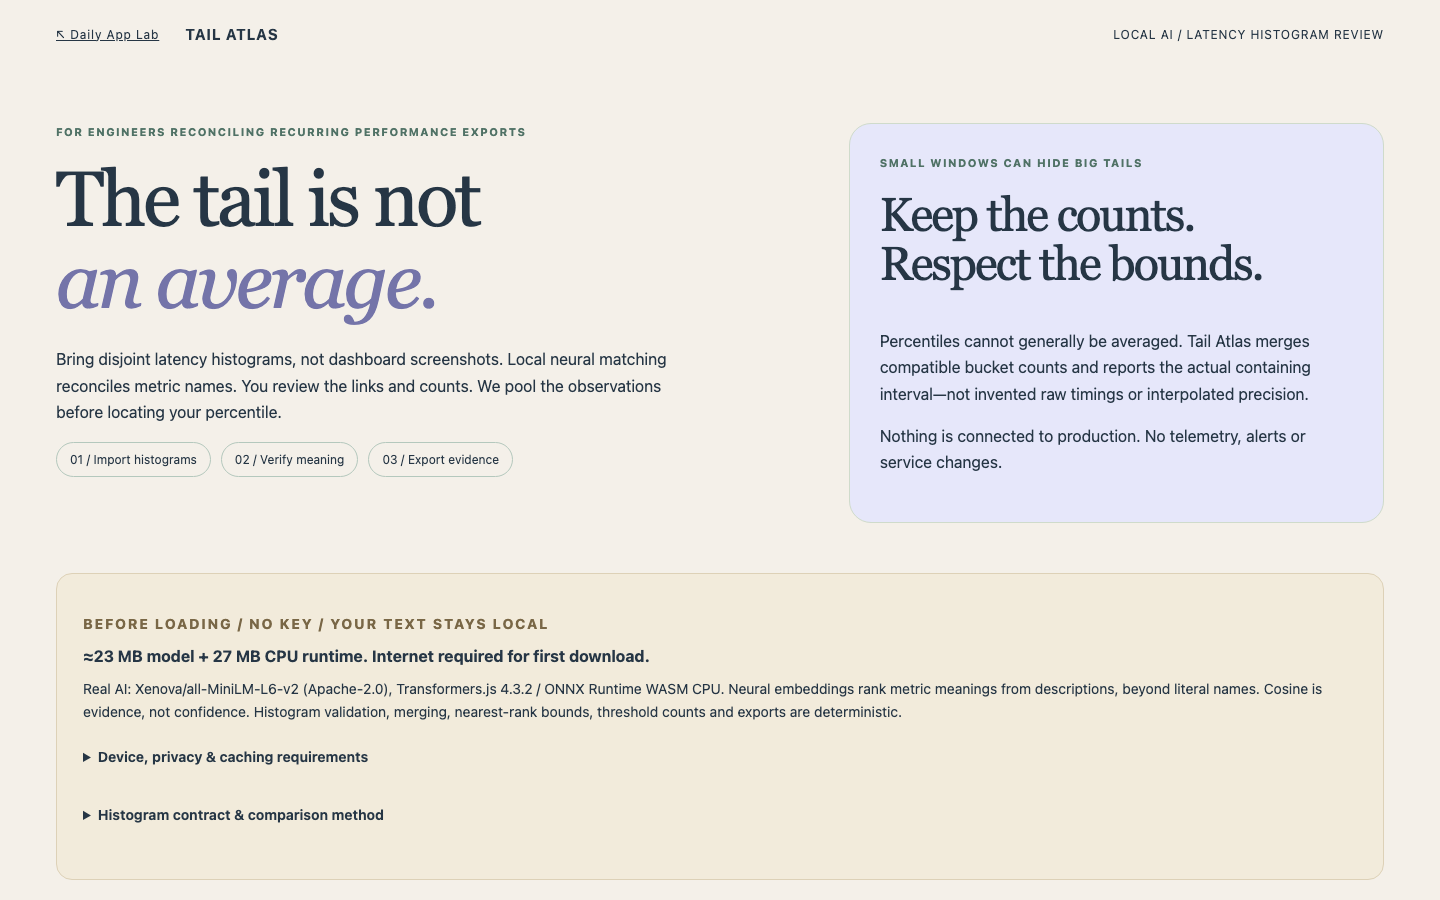 ↖ Daily App Lab
TAIL ATLAS
LOCAL AI / LATENCY HISTOGRAM REVIEW
FOR ENGINEERS RECONCILING RECURRING PERFORMANCE EXPORTS
The tail is not
an average.
Bring disjoint latency histograms, not dashboard screenshots. Local neural matching
reconciles metric names. You review the links and counts. We pool the observations
before locating your percentile.
01 / Import histograms
02 / Verify meaning
03 / Export evidence
SMALL WINDOWS CAN HIDE BIG TAILS
Keep the counts.
Respect the bounds.
Percentiles cannot generally be averaged. Tail Atlas merges
compatible bucket counts and reports the actual containing
interval—not invented raw timings or interpolated precision.
Nothing is connected to production. No telemetry, alerts or
service changes.
BEFORE LOADING / NO KEY / YOUR TEXT STAYS LOCAL
≈23 MB model + 27 MB CPU runtime. Internet required for first download.
Real AI: Xenova/all-MiniLM-L6-v2 (Apache-2.0), Transformers.js 4.3.2 / ONNX Runtime WASM CPU. Neural embeddings rank metric meanings from descriptions, beyond literal names. Cosine is
evidence, not confidence. Histogram validation, merging, nearest-rank bounds, threshold counts and exports are deterministic.
▶ Device, privacy & caching requirements
▶ Histogram contract & comparison method